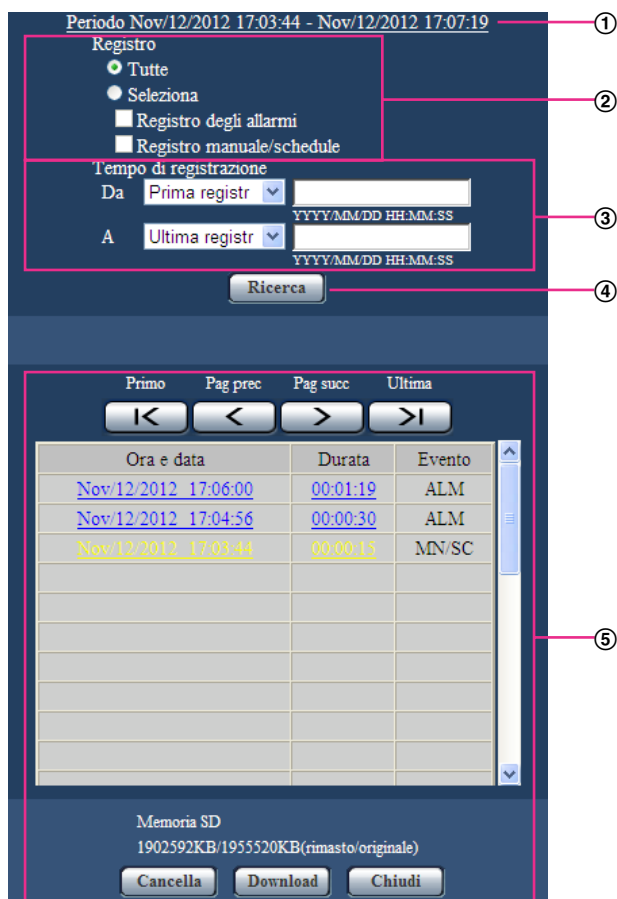 Periodo Nov/12/2012 17:03:44 - Nov/12/2012 17:07:19 ①
Registro
Tutte
Seleziona ②
Registro degli allarmi
Registro manuale/schedule
Tempo di registrazione
Da Prima registr
YYYY/MM/DD HH:MM:SS ③
A Ultima registr
YYYY/MM/DD HH:MM:SS
Ricerca ④
Primo Pag prec Pag succ Ultima
Ora e data Durata Evento
Nov/12/2012 17:06:00 00:01:19 ALM
Nov/12/2012 17:04:56 00:00:30 ALM
Nov/12/2012 17:03:44 00:00:15 MN/SC
⑤
Memoria SD
1902592KB/1955520KB(rimasto/originale)
Cancella Download Chiudi